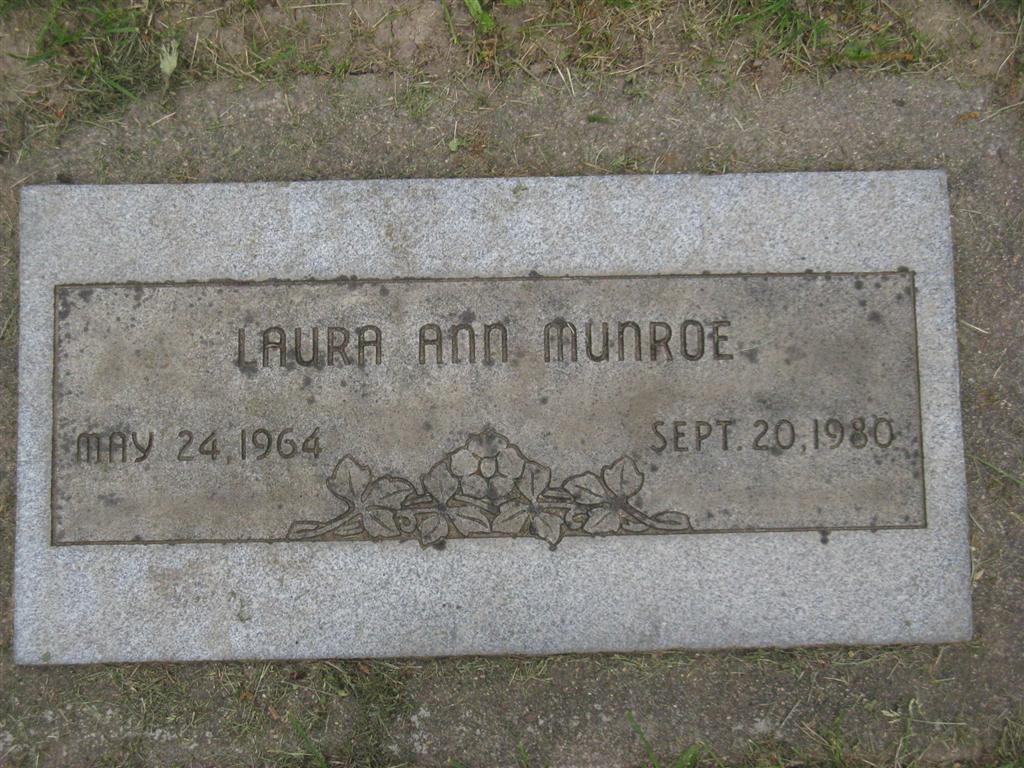 LAURA ANN MUNROE
MAY 24, 1964 SEPT. 20, 1980